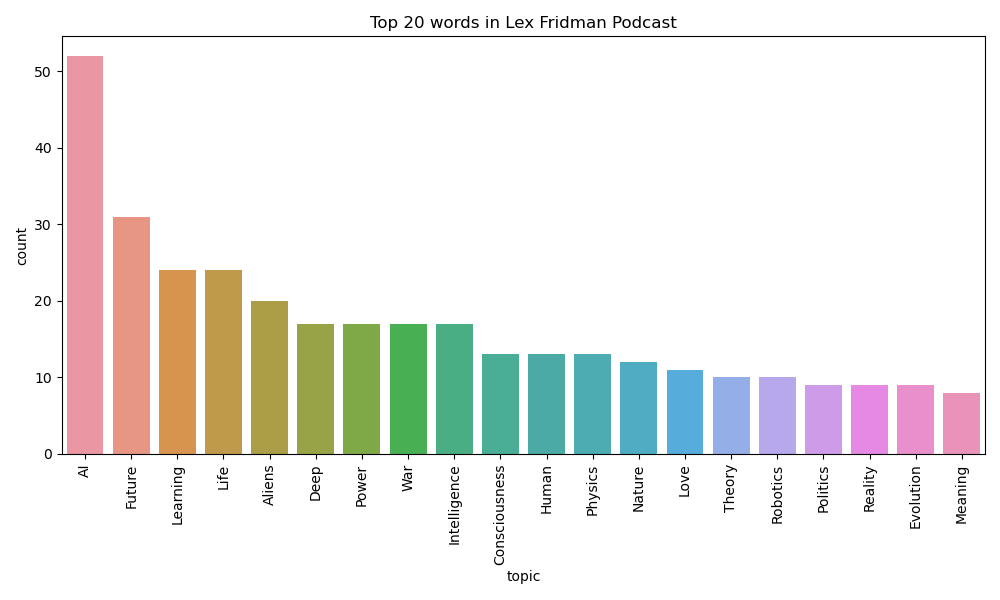 Top 20 words in Lex Fridman Podcast
count
50
40
30
20
10
0
AI
Future
Learning
Life
Aliens
Deep
Power
War
Intelligence
Consciousness
Human
Physics
Nature
Love
Theory
Robotics
Politics
Reality
Evolution
Meaning
topic